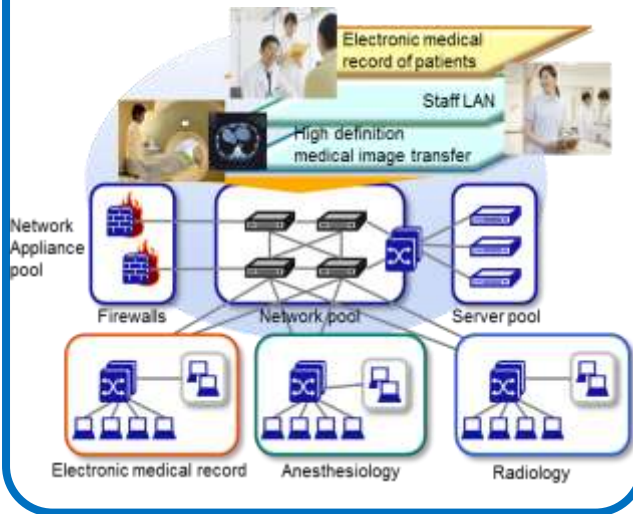 Electronic medical
record of patients
Staff LAN
High definition
medical image transfer
Network
Appliance
pool
Firewalls
Network pool
Server pool
Electronic medical record
Anesthesiology
Radiology